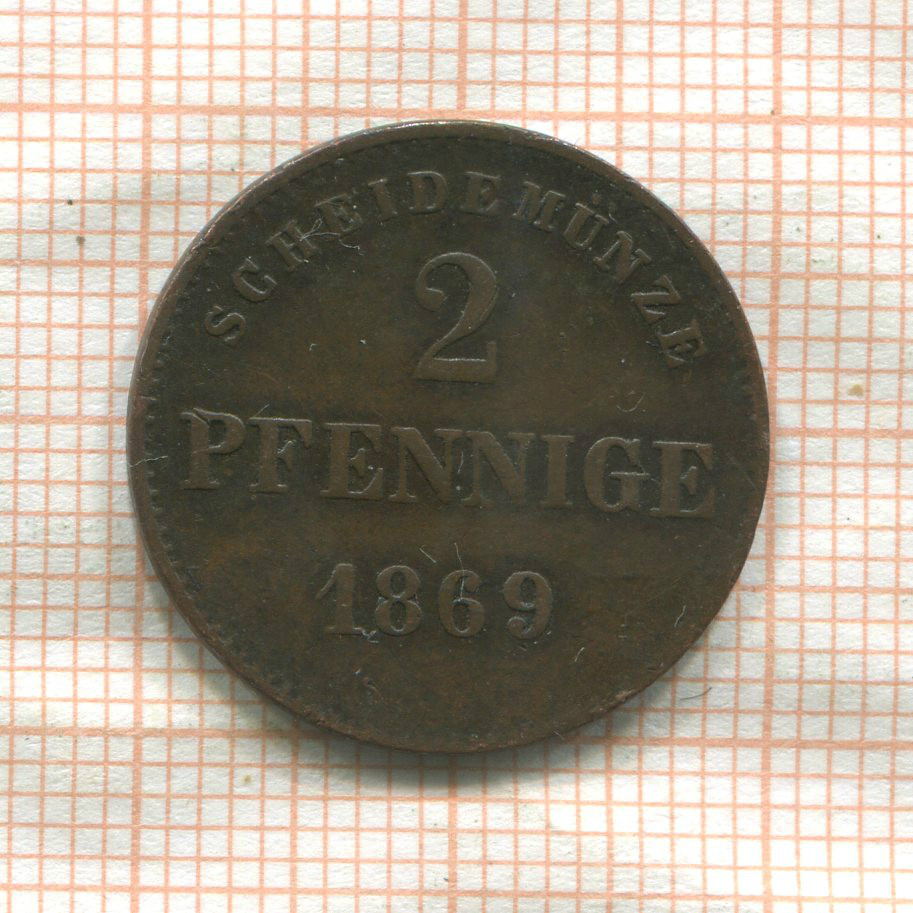 SCHEIDEMÜNZE
2
PFENNIGE
1869